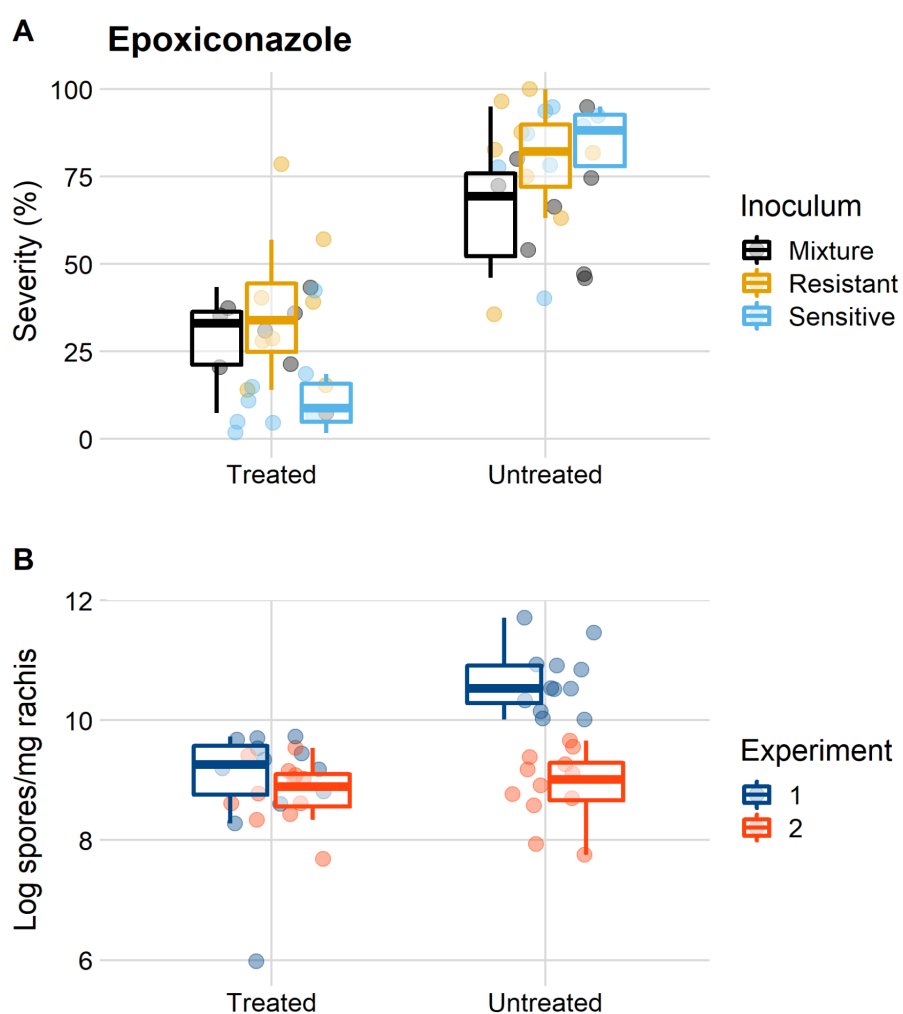 A
Epoxiconazole
Severity (%)
100
75
50
25
0
Treated
Untreated
Inoculum
Mixture
Resistant
Sensitive
B
Log spores/mg rachis
12
10
8
6
Treated
Untreated
Experiment
1
2